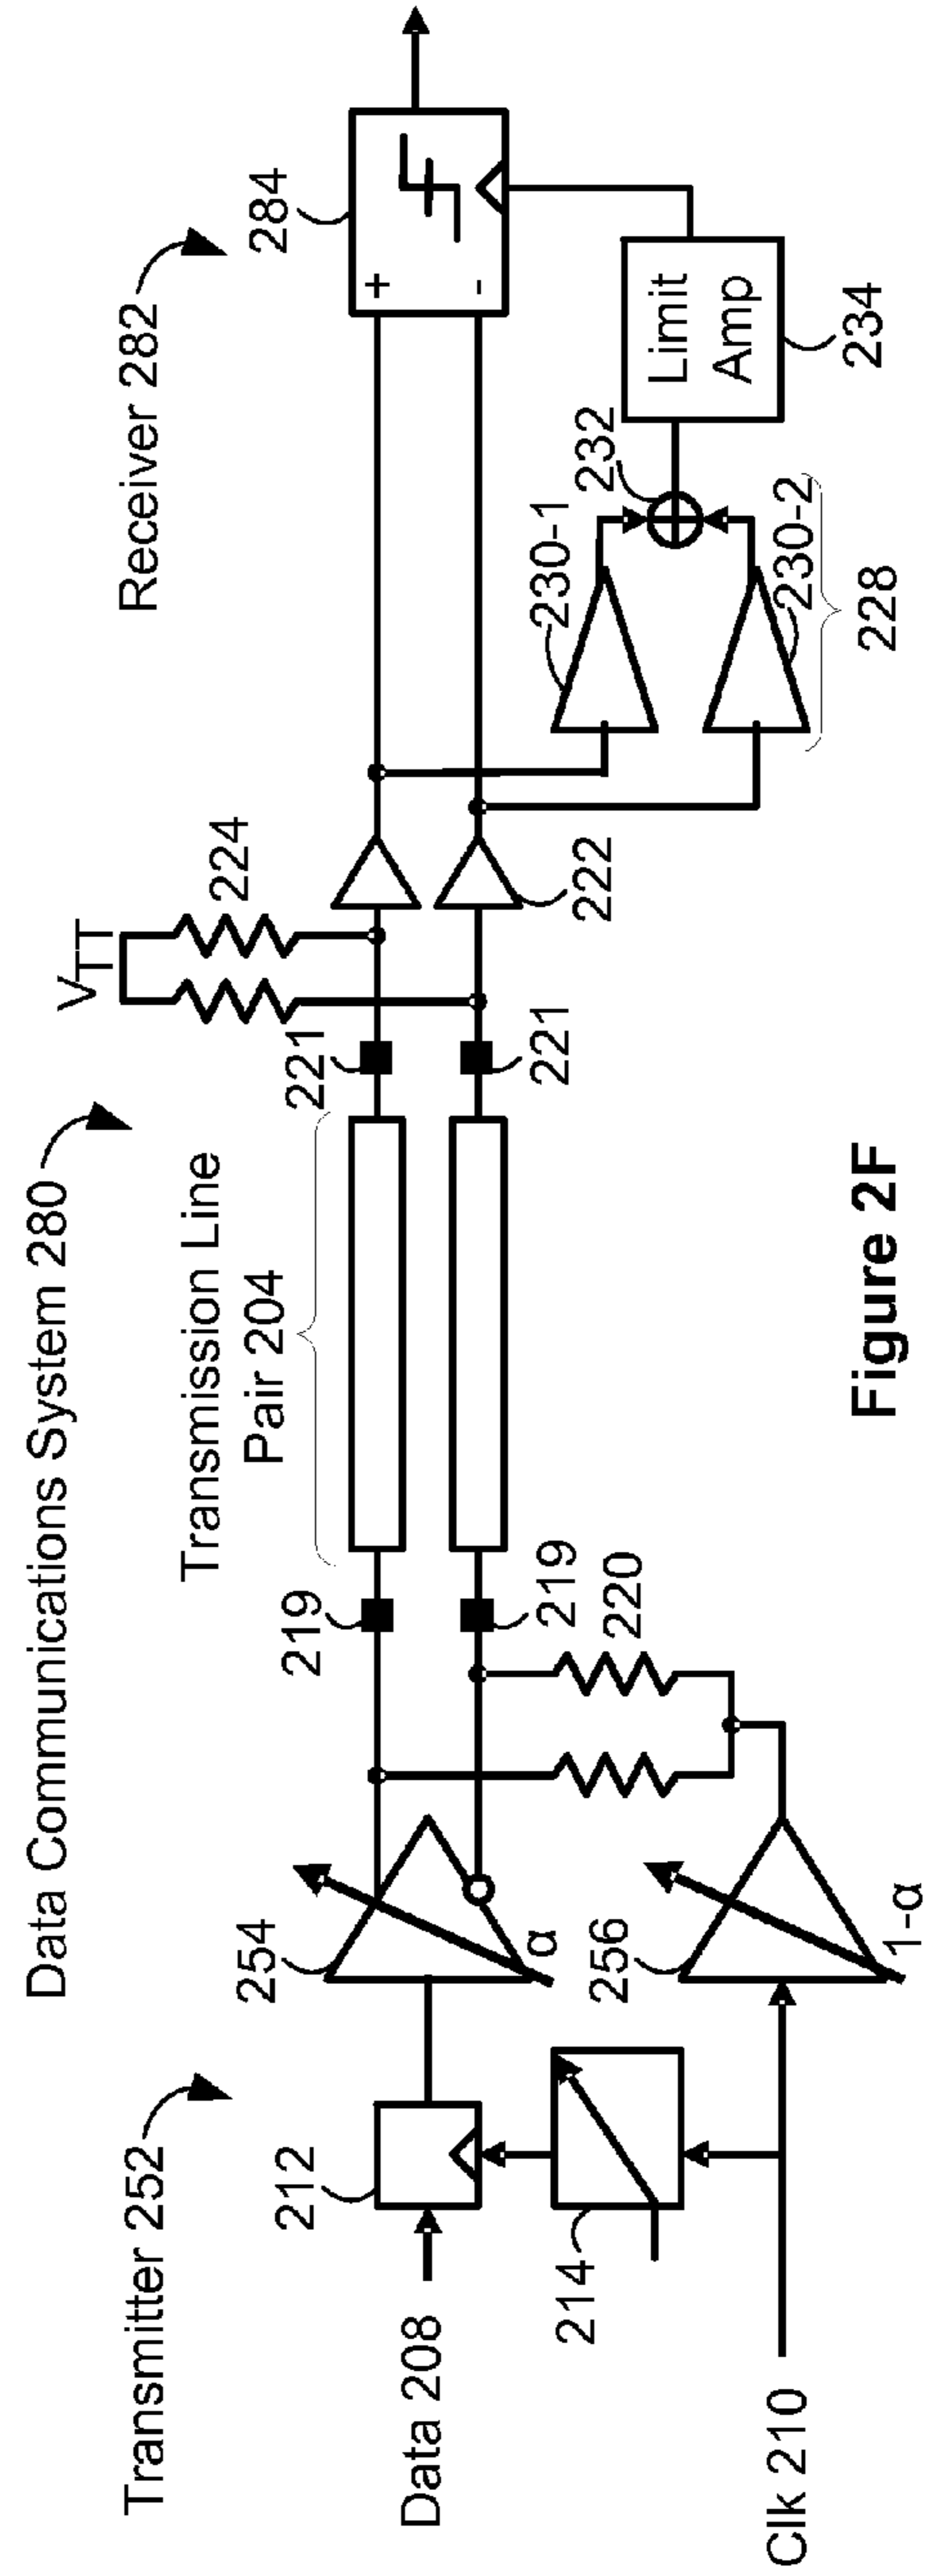 Data Communications System 280
Transmitter 252
Receiver 282
Transmission Line
Pair 204
VTT
224
284
+
-
212
254
α
219
219
220
221
221
222
Data 208
214
256
1-α
230-1
232
230-2
228
Limit
Amp
234
Clk 210
Figure 2F